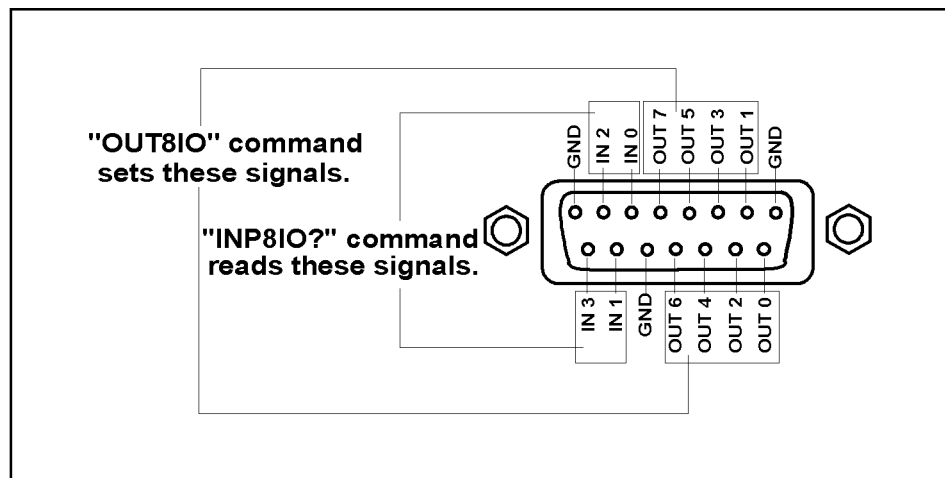 "OUT8IO" command
sets these signals.
"INP8IO?" command
reads these signals.
GND
IN 2
IN 0
OUT 7
OUT 5
OUT 3
OUT 1
GND
IN 3
IN 1
GND
OUT 6
OUT 4
OUT 2
OUT 0